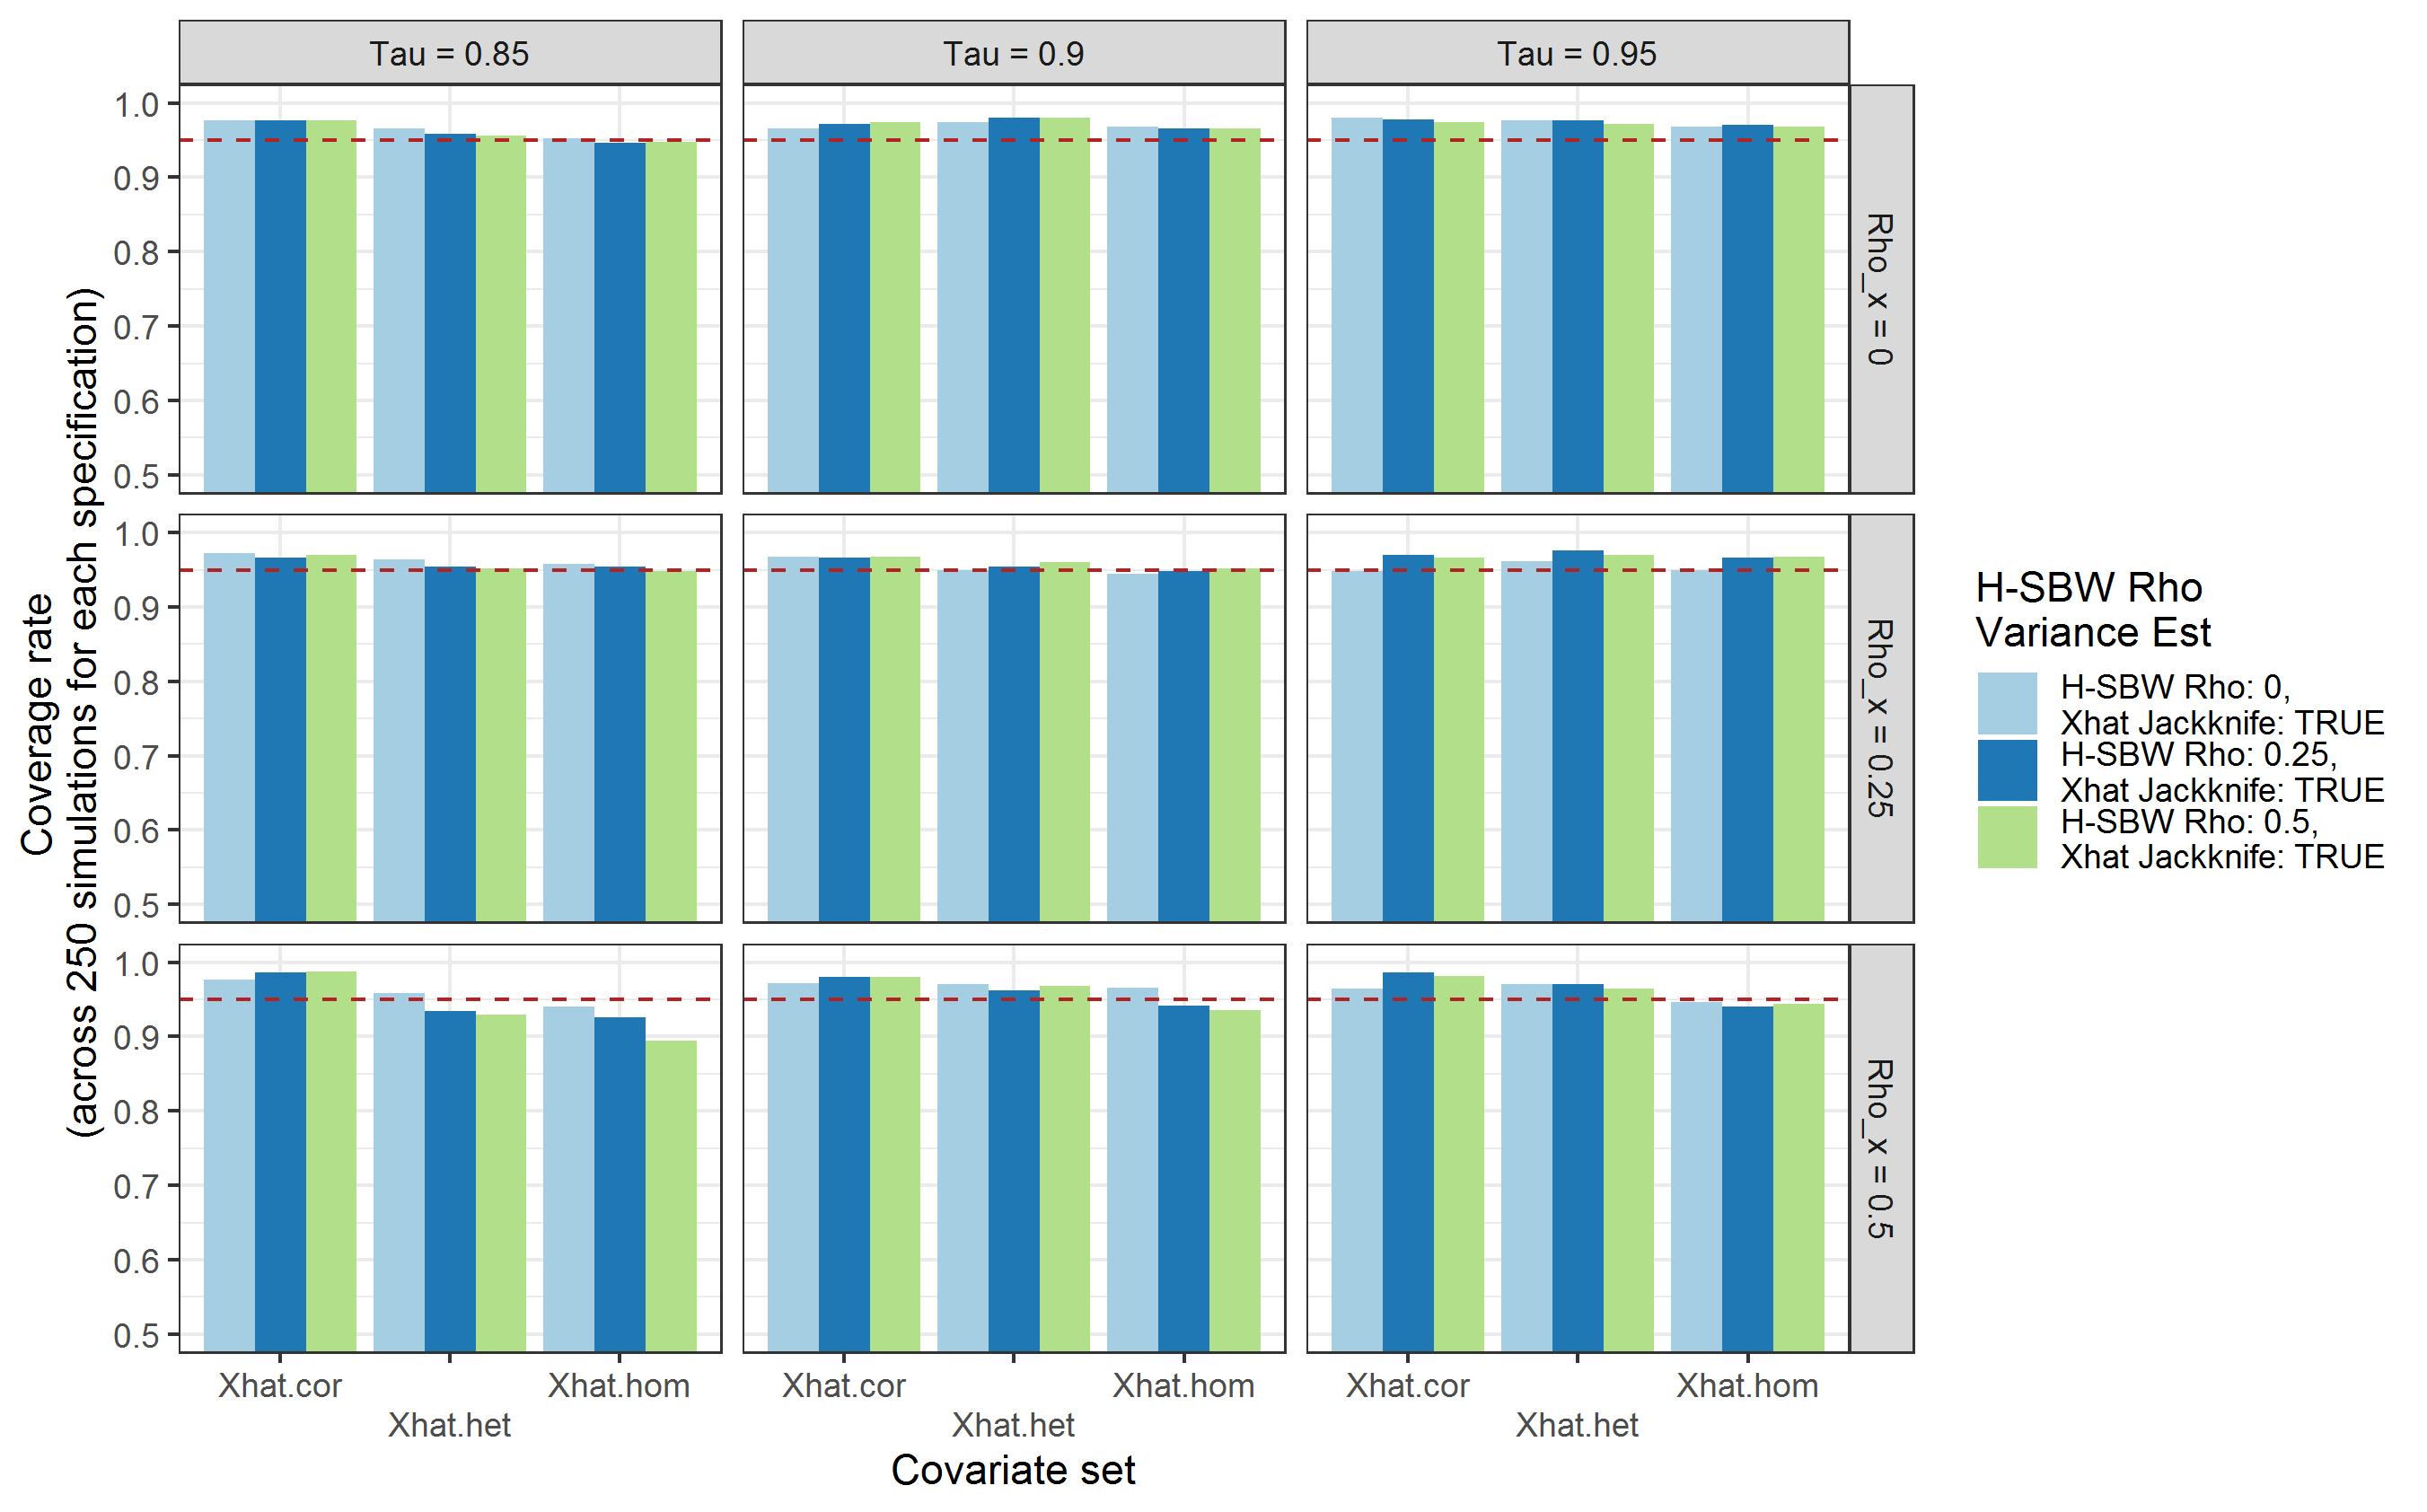 Tau = 0.85
Tau = 0.9
Tau = 0.95
1.0
0.9
0.8
0.7
0.6
0.5
Rho_x = 0
1.0
0.9
0.8
0.7
0.6
0.5
Rho_x = 0.25
1.0
0.9
0.8
0.7
0.6
0.5
Rho_x = 0.5
Coverage rate
(across 250 simulations for each specification)
Xhat.cor
Xhat.het
Xhat.hom
Xhat.cor
Xhat.het
Xhat.hom
Xhat.cor
Xhat.het
Xhat.hom
Covariate set
H-SBW Rho
Variance Est
H-SBW Rho: 0,
Xhat Jackknife: TRUE
H-SBW Rho: 0.25,
Xhat Jackknife: TRUE
H-SBW Rho: 0.5,
Xhat Jackknife: TRUE